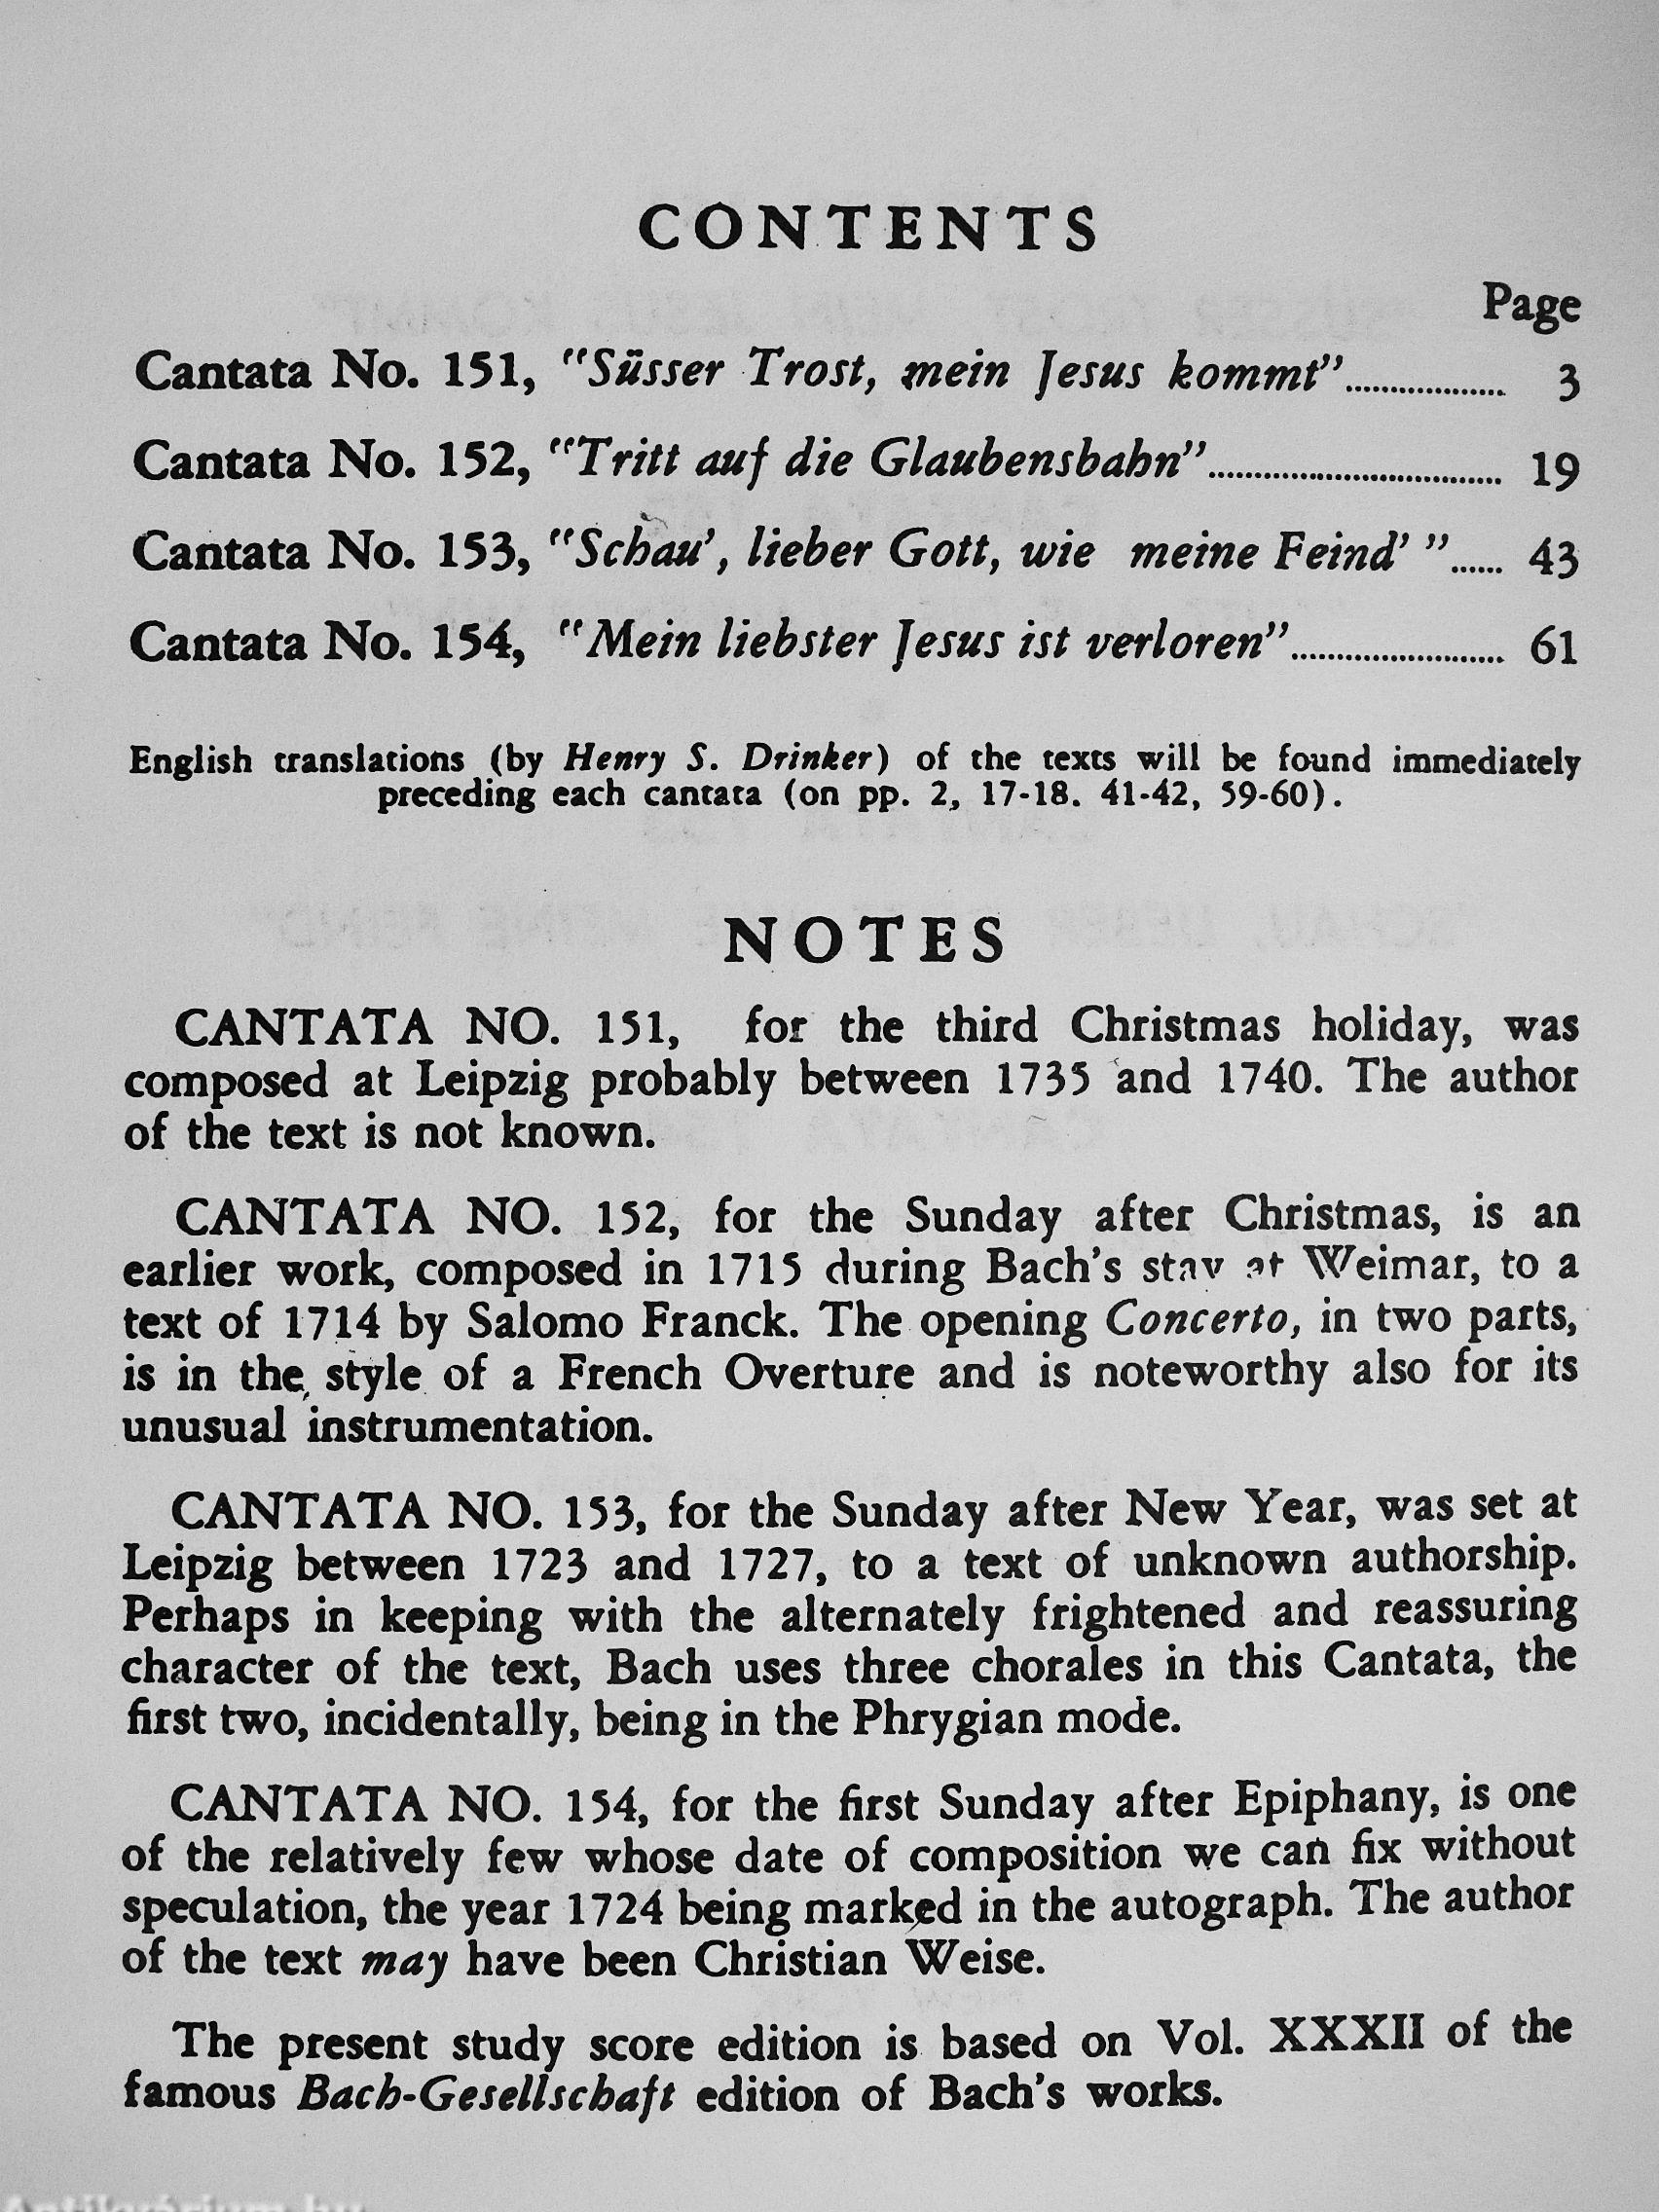 CONTENTS
Page
Cantata No. 151, "Süsser Trost, mein Jesus kommt".................. 3
Cantata No. 152, "Tritt auf die Glaubensbahn"................................. 19
Cantata No. 153, "Schau', lieber Gott, wie meine Feind' "...... 43
Cantata No. 154, "Mein liebster Jesus ist verloren"........................ 61
English translations (by Henry S. Drinker) of the texts will be found immediately
preceding each cantata (on pp. 2, 17-18. 41-42, 59-60).
NOTES
CANTATA NO. 151, for the third Christmas holiday, was
composed at Leipzig probably between 1735 and 1740. The author
of the text is not known.
CANTATA NO. 152, for the Sunday after Christmas, is an
earlier work, composed in 1715 during Bach's stay at Weimar, to a
text of 1714 by Salomo Franck. The opening Concerto, in two parts,
is in the style of a French Overture and is noteworthy also for its
unusual instrumentation.
CANTATA NO. 153, for the Sunday after New Year, was set at
Leipzig between 1723 and 1727, to a text of unknown authorship.
Perhaps in keeping with the alternately frightened and reassuring
character of the text, Bach uses three chorales in this Cantata, the
first two, incidentally, being in the Phrygian mode.
CANTATA NO. 154, for the first Sunday after Epiphany, is one
of the relatively few whose date of composition we can fix without
speculation, the year 1724 being marked in the autograph. The author
of the text may have been Christian Weise.
The present study score edition is based on Vol. XXXII of the
famous Bach-Gesellschaft edition of Bach's works.